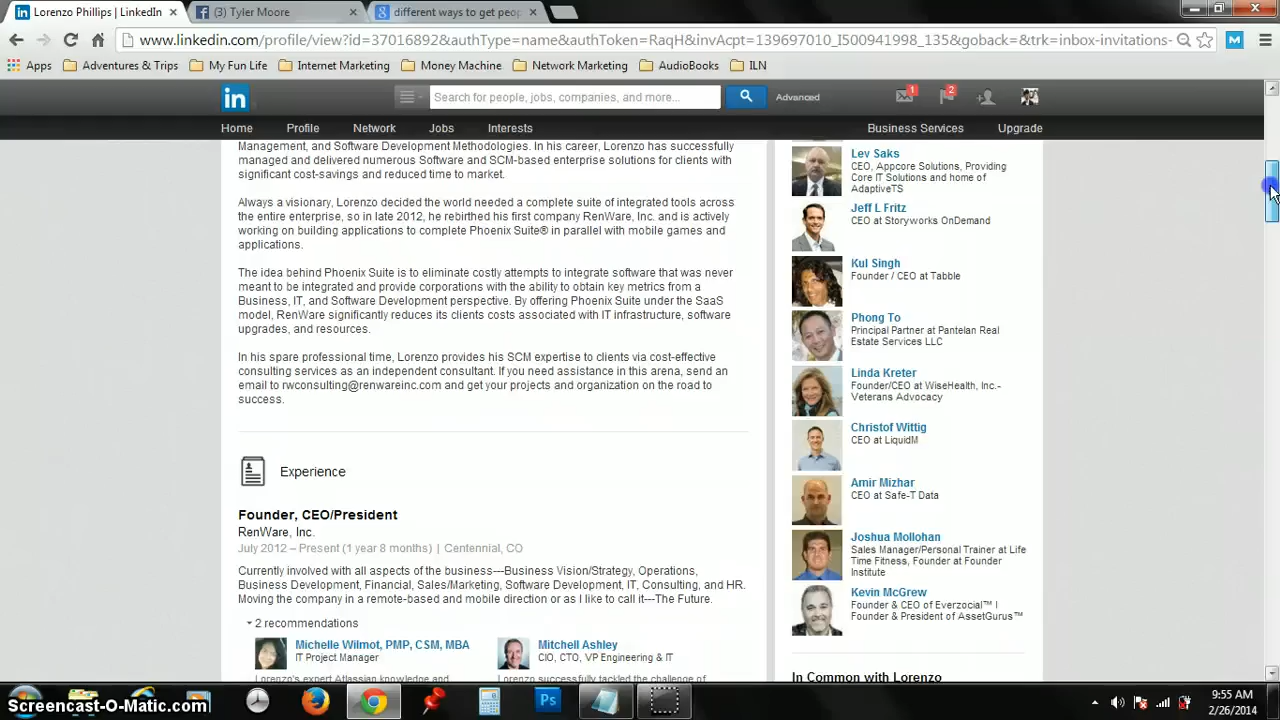 Lorenzo Phillips | LinkedIn
(3) Tyler Moore
different ways to get peop
www.linkedin.com/profile/view?id=37016892&authType=name&authToken=RaqH&invAcpt=139697010_I500941998_135&goback=&trk=inbox-invitations-
Apps
Adventures & Trips
My Fun Life
Internet Marketing
Money Machine
Network Marketing
AudioBooks
ILN
in
Search for people, jobs, companies, and more...
Advanced
1
2
Home
Profile
Network
Jobs
Interests
Business Services
Upgrade
Management, and Software Development Methodologies. In his career, Lorenzo has successfully
managed and delivered numerous Software and SCM-based enterprise solutions for clients with
significant cost-savings and reduced time to market.
Always a visionary, Lorenzo decided the world needed a complete suite of integrated tools across
the entire enterprise, so in late 2012, he rebirthed his first company RenWare, Inc. and is actively
working on building applications to complete Phoenix Suite® in parallel with mobile games and
applications.
The idea behind Phoenix Suite is to eliminate costly attempts to integrate software that was never
meant to be integrated and provide corporations with the ability to obtain key metrics from a
Business, IT, and Software Development perspective. By offering Phoenix Suite under the SaaS
model, RenWare significantly reduces its clients costs associated with IT infrastructure, software
upgrades, and resources.
In his spare professional time, Lorenzo provides his SCM expertise to clients via cost-effective
consulting services as an independent consultant. If you need assistance in this arena, send an
email to rwconsulting@renwareinc.com and get your projects and organization on the road to
success.
Experience
Founder, CEO/President
RenWare, Inc.
July 2012 – Present (1 year 8 months) | Centennial, CO
Currently involved with all aspects of the business---Business Vision/Strategy, Operations,
Business Development, Financial, Sales/Marketing, Software Development, IT, Consulting, and HR.
Moving the company in a remote-based and mobile direction or as I like to call it---The Future.
2 recommendations
Michelle Wilmot, PMP, CSM, MBA
IT Project Manager
Lorenzo's expert Atlassian knowledge and
Mitchell Ashley
CIO, CTO, VP Engineering & IT
Lorenzo successfully tackled the challenge of
Lev Saks
CEO, Appcore Solutions, Providing
Core IT Solutions and home of
AdaptiveTS
Jeff L Fritz
CEO at Storyworks OnDemand
Kul Singh
Founder / CEO at Tabble
Phong To
Principal Partner at Pantelan Real
Estate Services LLC
Linda Kreter
Founder/CEO at WiseHealth, Inc.-
Veterans Advocacy
Christof Wittig
CEO at LiquidM
Amir Mizhar
CEO at Safe-T Data
Joshua Mollohan
Sales Manager/Personal Trainer at Life
Time Fitness, Founder at Founder
Institute
Kevin McGrew
Founder & CEO of Everzocial™ I
Founder & President of AssetGurus™
In Common with Lorenzo
Screencast-O-Matic.com
Ps
9:55 AM
2/26/2014